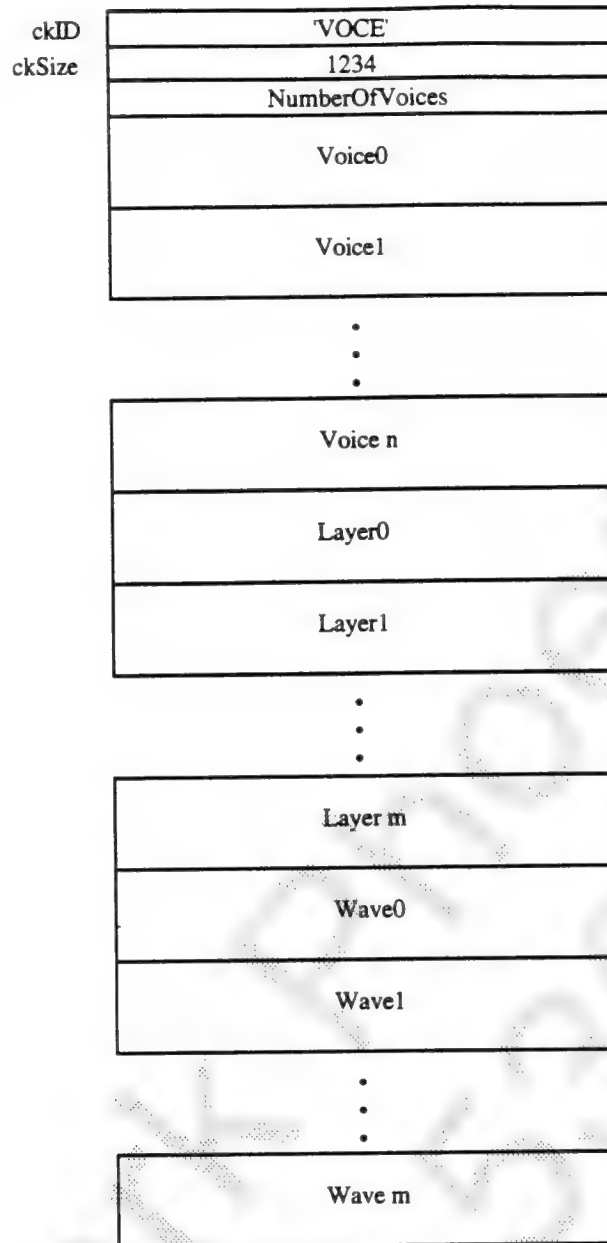 ckID 'VOCE'
ckSize 1234
NumberOfVoices
Voice0
Voice1
Voice n
Layer0
Layer1
Layer m
Wave0
Wave1
Wave m